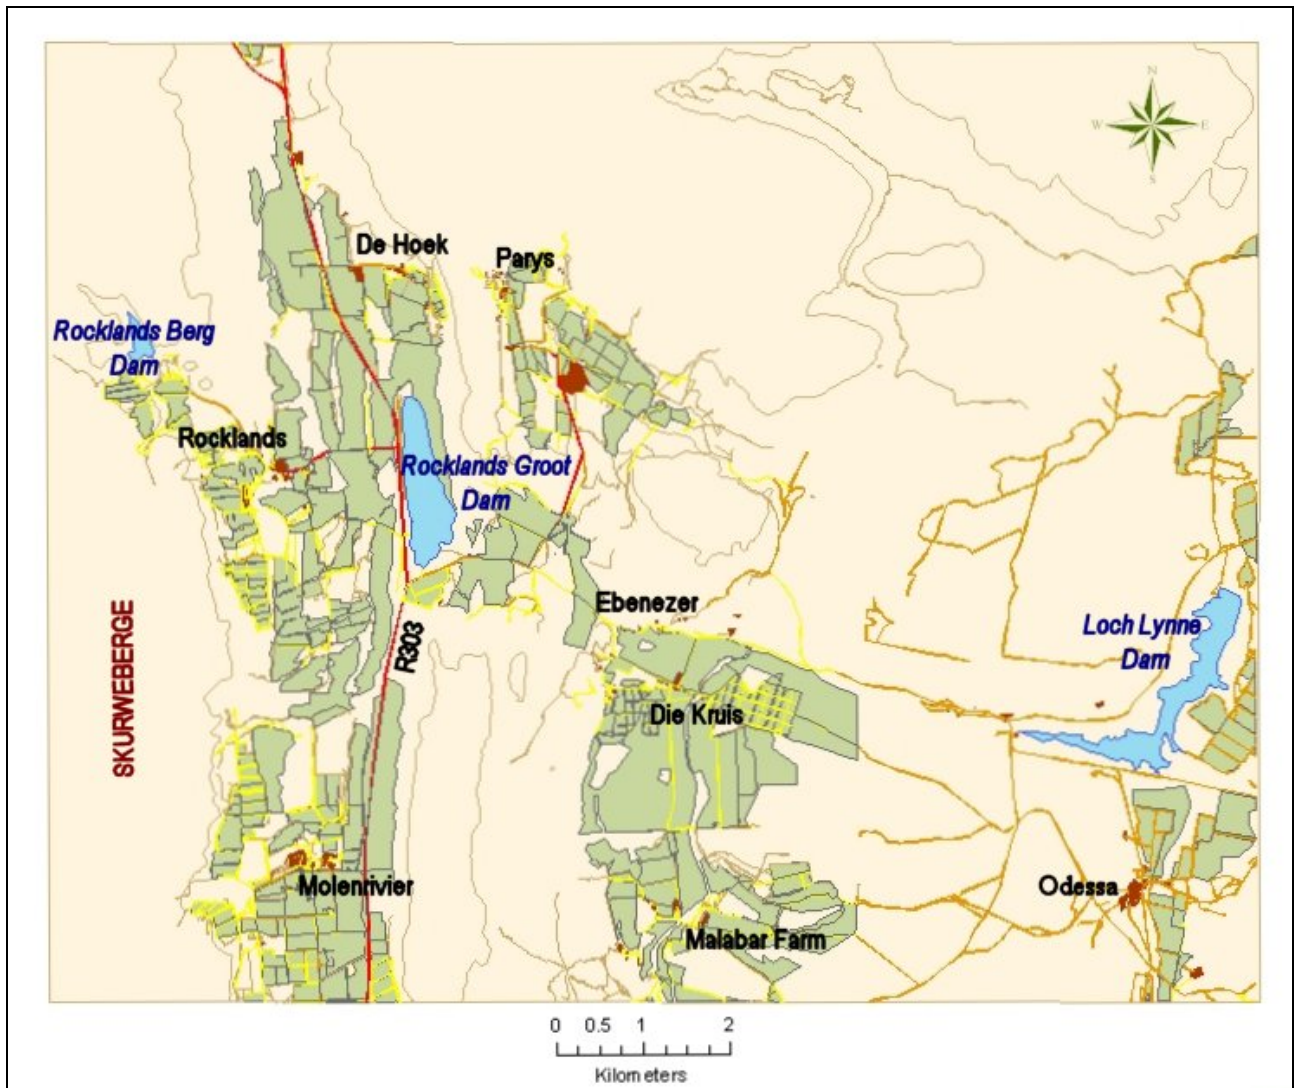 N
W E
S
De Hoek
Parys
Rocklands Berg
Dam
Rocklands
Rocklands Groot
Dam
Ebenezer
Loch Lynne
Dam
SKURWEBERGE
R303
Die Kruis
Molenrivier
Odessa
Malabar Farm
0 0.5 1 2
Kilometers